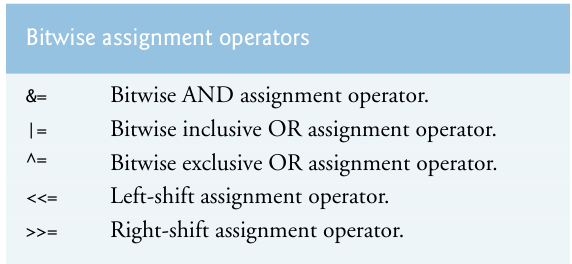 Bitwise assignment operators
&= Bitwise AND assignment operator.
|= Bitwise inclusive OR assignment operator.
^= Bitwise exclusive OR assignment operator.
<<= Left-shift assignment operator.
>>= Right-shift assignment operator.